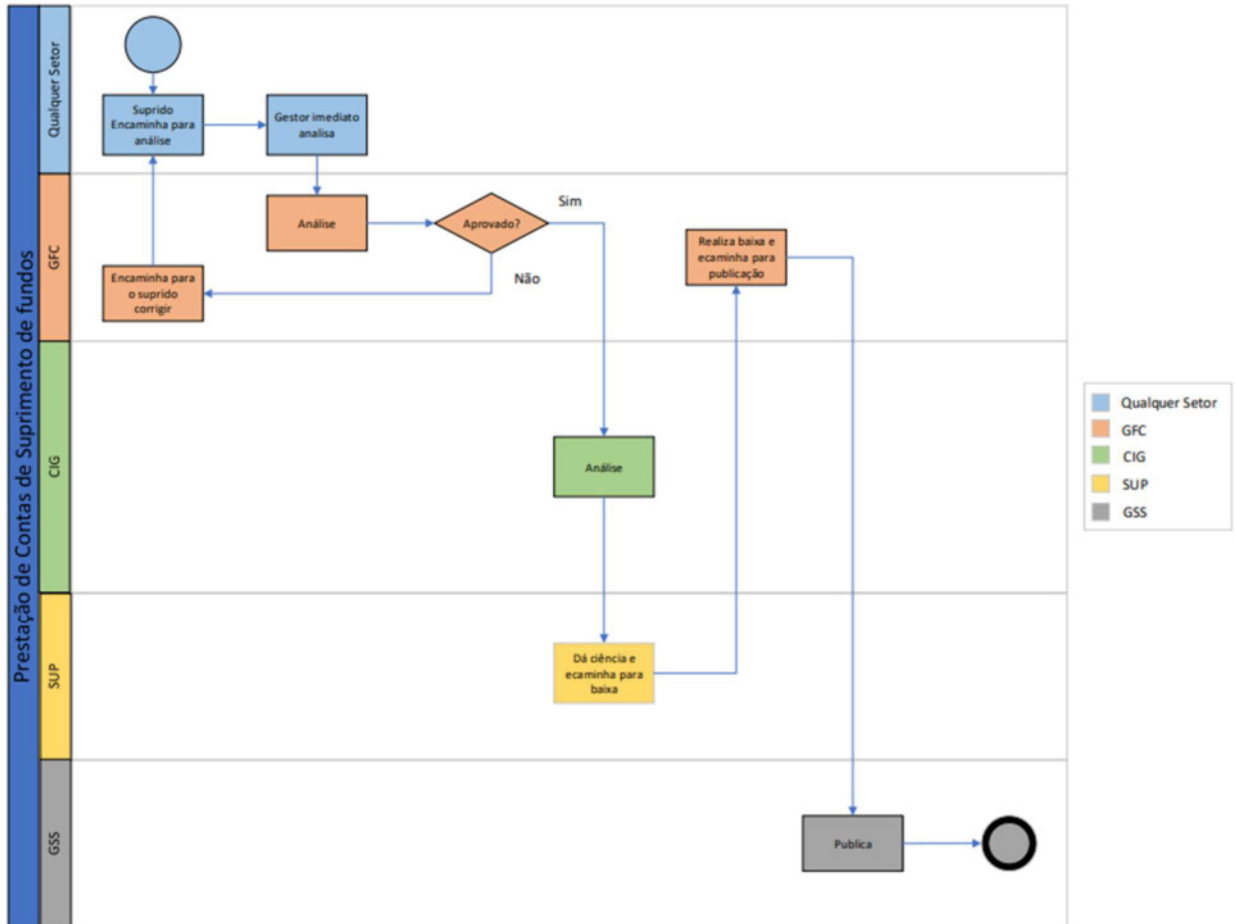 Prestação de Contas de Suprimento de fundos
Qualquer Setor
Suprido
Encaminha para
análise
Gestor imediato
analisa
GFC
Análise
Aprovado?
Sim
Não
Encaminha para
o suprido
corrigir
Realiza baixa e
ecaminha para
publicação
CIG
Análise
SUP
Dá ciência e
ecaminha para
baixa
GSS
Publica
Qualquer Setor
GFC
CIG
SUP
GSS